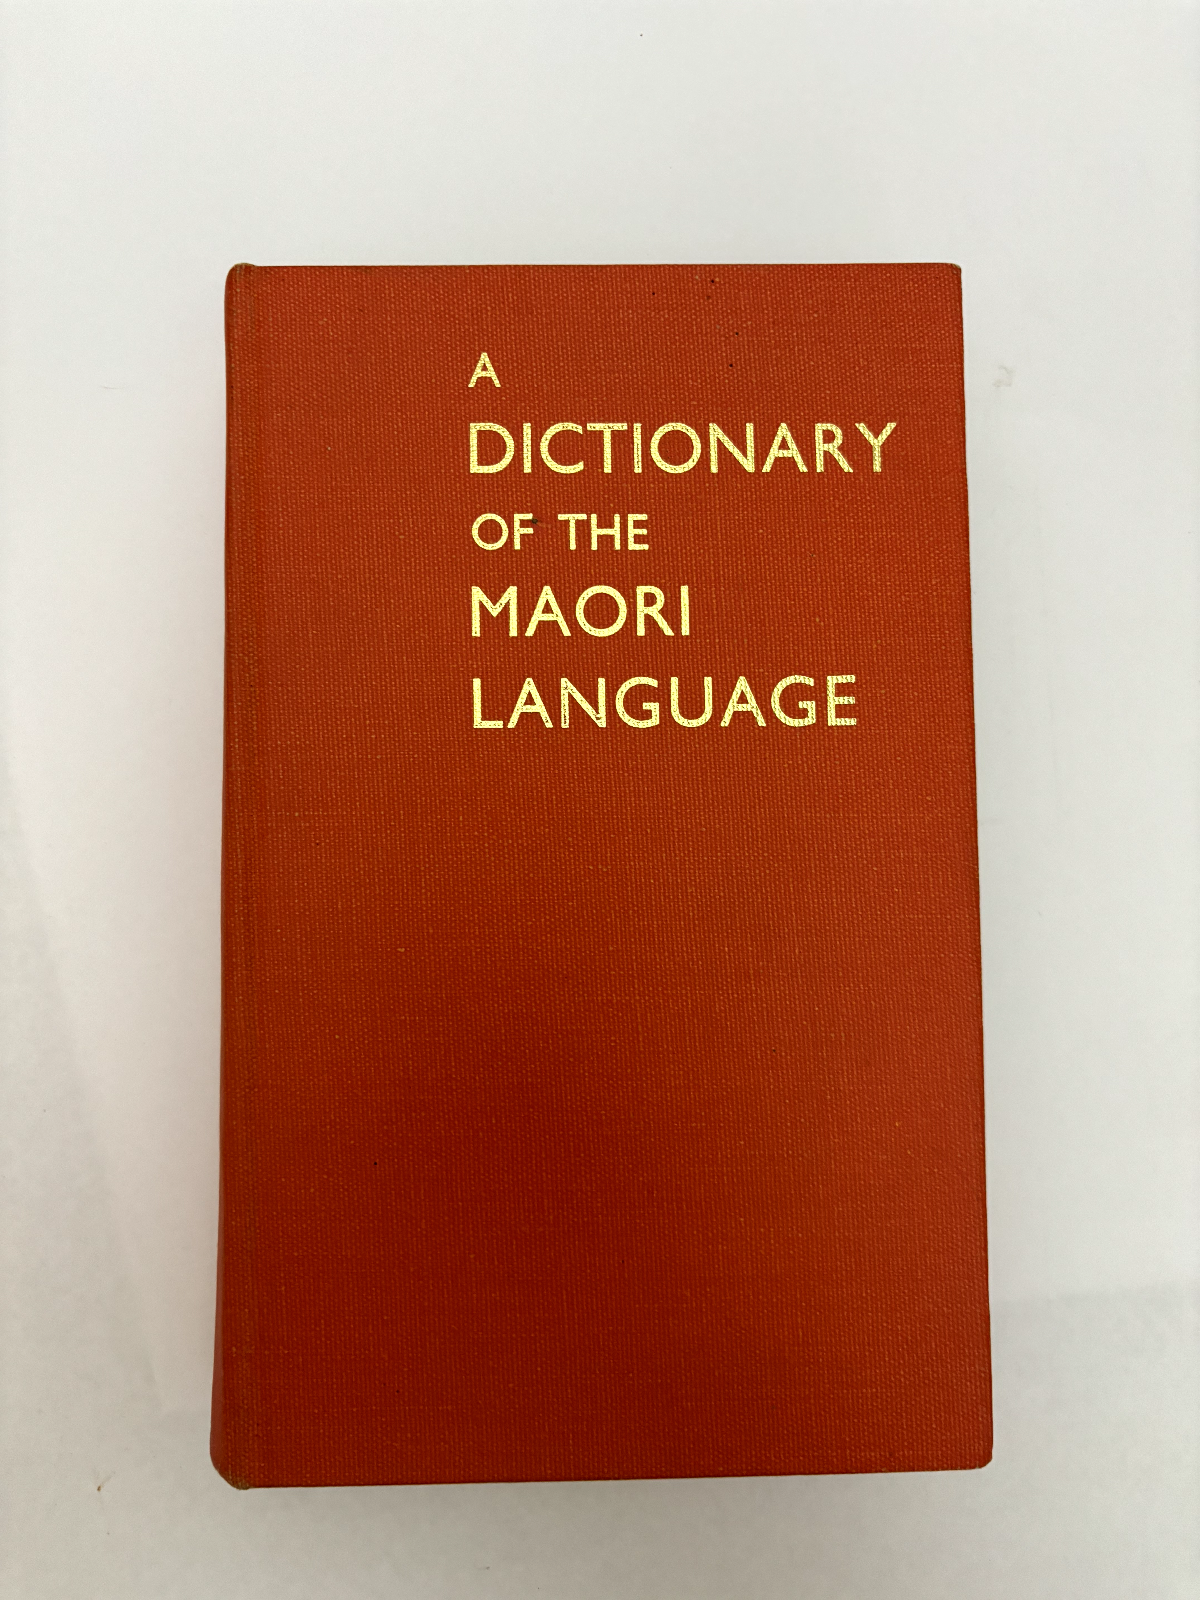 A
DICTIONARY
OF THE
MAORI
LANGUAGE